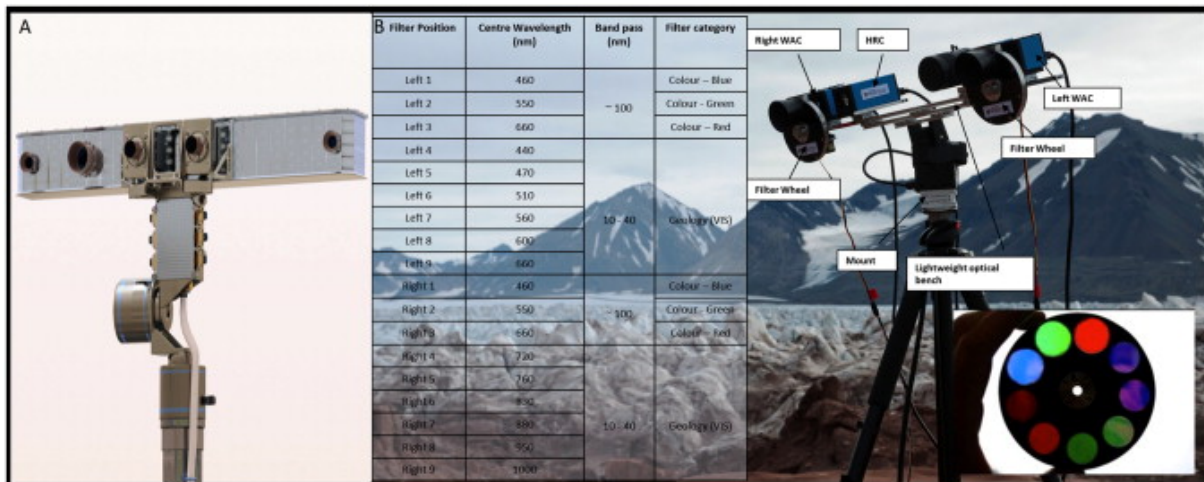 A
B
Filter Position Centre Wavelength (nm) Band pass (nm) Filter category
Left 1 460 ~ 100 Colour – Blue
Left 2 550 Colour - Green
Left 3 660 Colour – Red
Left 4 440 10 - 40 Geology (VIS)
Left 5 470
Left 6 510
Left 7 560
Left 8 600
Left 9 660
Right 1 460 ~ 100 Colour – Blue
Right 2 550 Colour - Green
Right 3 660 Colour – Red
Right 4 720 10 - 40 Geology (VIS)
Right 5 760
Right 6
Right 7 880
Right 8 950
Right 9 1000
Right WAC
HRC
Left WAC
Filter Wheel
Filter Wheel
Mount
Lightweight optical
bench